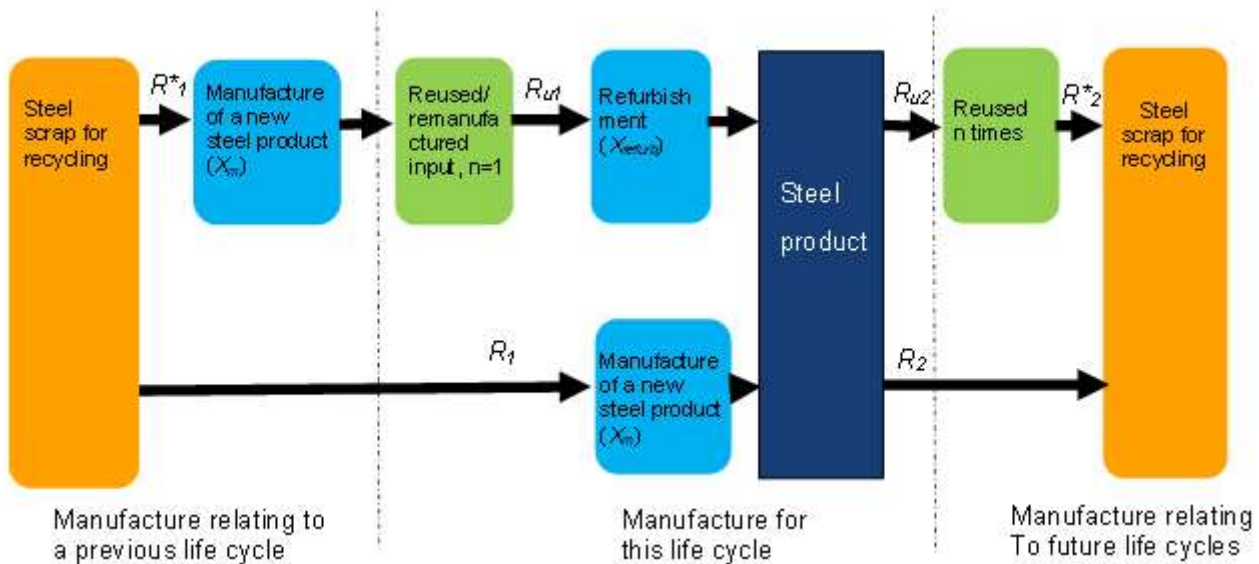 Steel
scrap for
recycling
R*1
Manufacture
of a new
steel product
(Xm)
Reused/
remanufa
ctured
input, n=1
Ru1
Refurbish
ment
(Xrefurb)
Steel
product
Ru2
Reused
n times
R*2
Steel
scrap for
recycling
R1
Manufacture
of a new
steel product
(Xm)
R2
Manufacture relating to
a previous life cycle
Manufacture for
this life cycle
Manufacture relating
To future life cycles